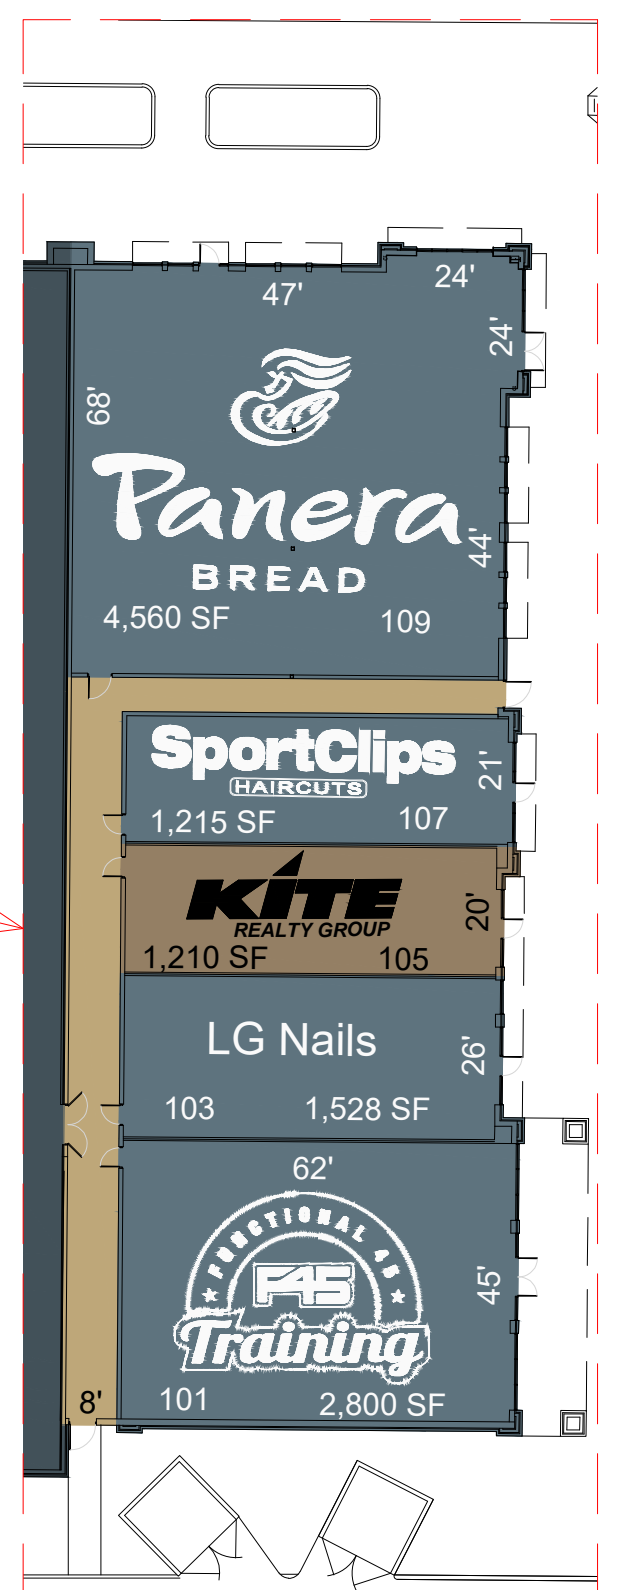 47'
24'
24'
68'
Panera
BREAD
44'
4,560 SF
109
SportClips
HAIRCUTS
21'
1,215 SF
107
KITE
REALTY GROUP
20'
1,210 SF
105
LG Nails
26'
103
1,528 SF
62'
FUNCTIONAL 45
F45
Training
45'
101
2,800 SF
8'